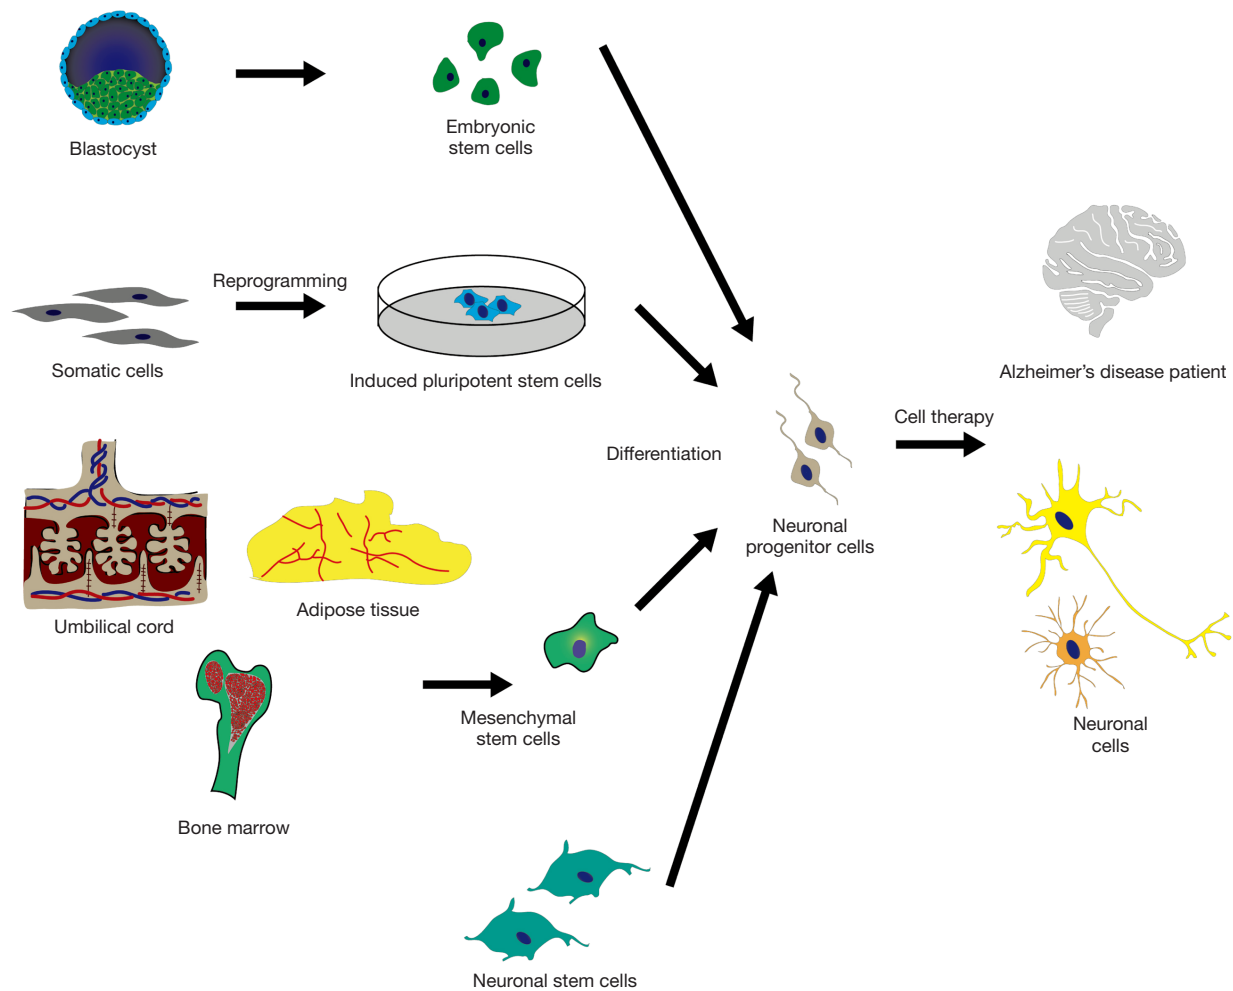 Blastocyst
Embryonic
stem cells
Reprogramming
Somatic cells
Induced pluripotent stem cells
Alzheimer’s disease patient
Cell therapy
Differentiation
Neuronal
progenitor cells
Umbilical cord
Adipose tissue
Mesenchymal
stem cells
Neuronal
cells
Bone marrow
Neuronal stem cells